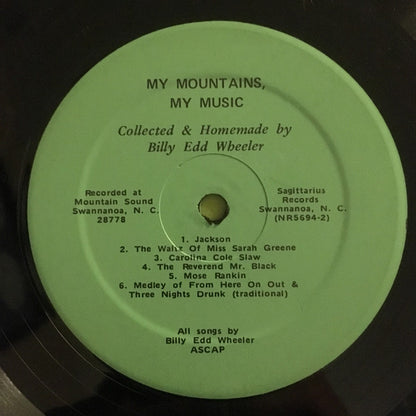 MY MOUNTAINS,
MY MUSIC
Collected & Homemade by
Billy Edd Wheeler
Recorded at
Mountain Sound
Swannanoa, N. C.
28778
Sagittarius
Records
Swannanoa, N. C.
(NR5694-2)
1. Jackson
2. The Waltz Of Miss Sarah Greene
3. Carolina Cole Slaw
4. The Reverend Mr. Black
5. Mose Rankin
6. Medley of From Here On Out &
Three Nights Drunk (traditional)
All songs by
Billy Edd Wheeler
ASCAP